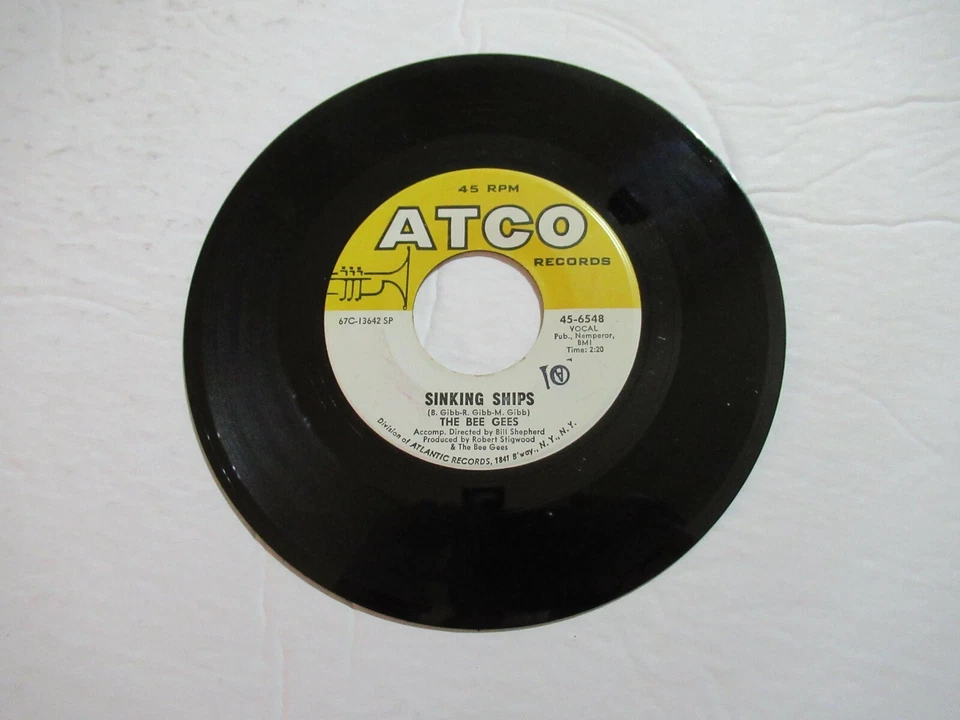 45 RPM
ATCO
RECORDS
67C-13642 SP
45-6548
VOCAL
Pub., Nemperor,
BMI
Time: 2:20
SINKING SHIPS
(B. Gibb-R. Gibb-M. Gibb)
THE BEE GEES
Accomp. Directed by Bill Shepherd
Produced by Robert Stigwood
& The Bee Gees
Division of ATLANTIC RECORDS, 1841 B'way., N.Y., N.Y.